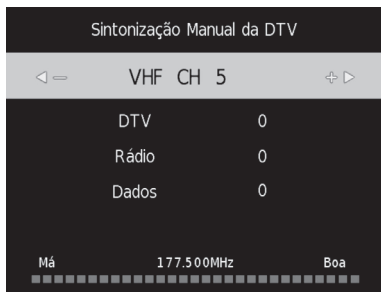 Sintonização Manual da DTV
VHF CH 5
DTV 0
Rádio 0
Dados 0
Má 177.500MHz Boa